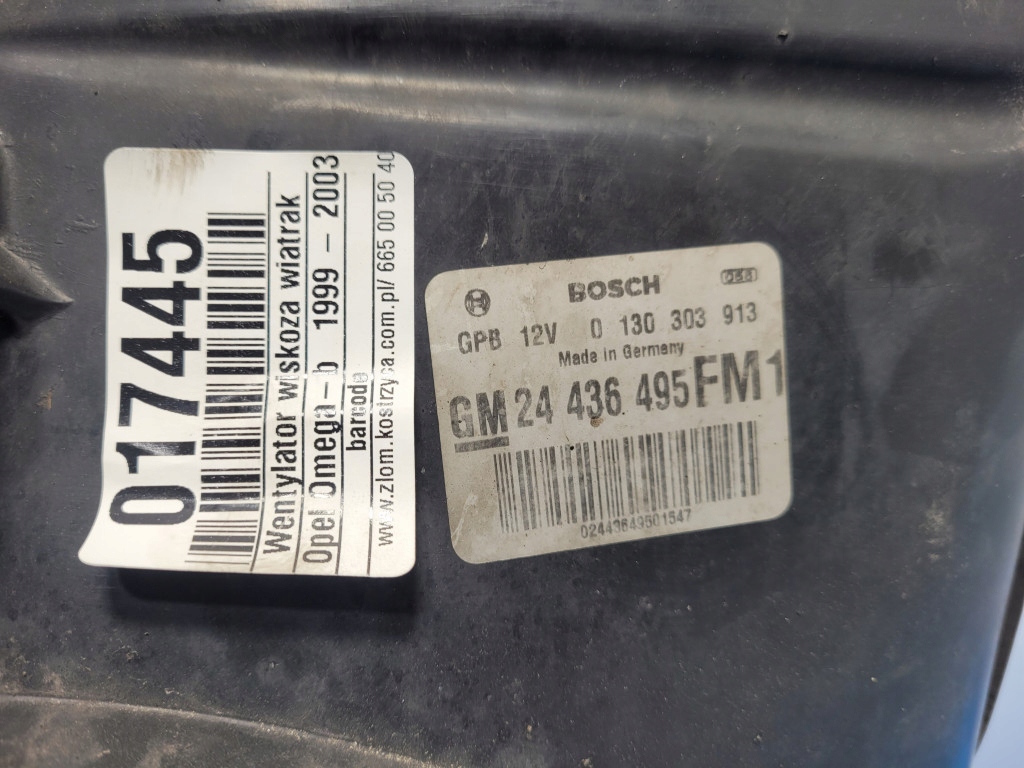 017445
Wentylator wiskoza wiatrak
Opel Omega-b 1999 - 2003
barcode
www.zlom.kostrzyca.com.pl/ 665 00 50 40
BOSCH
GPB 12V 0 130 303 913
Made in Germany
GM 24 436 495 FM1
02443649501547